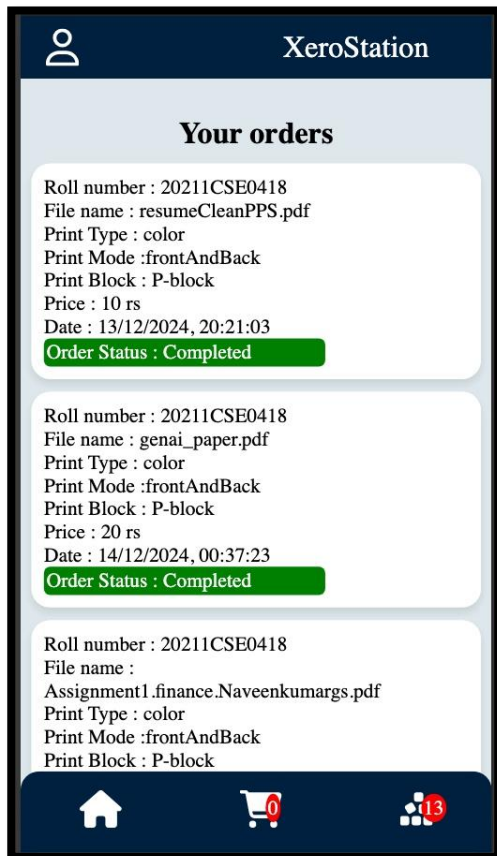 XeroStation
Your orders
Roll number : 20211CSE0418
File name : resumeCleanPPS.pdf
Print Type : color
Print Mode :frontAndBack
Print Block : P-block
Price : 10 rs
Date : 13/12/2024, 20:21:03
Order Status : Completed
Roll number : 20211CSE0418
File name : genai_paper.pdf
Print Type : color
Print Mode :frontAndBack
Print Block : P-block
Price : 20 rs
Date : 14/12/2024, 00:37:23
Order Status : Completed
Roll number : 20211CSE0418
File name :
Assignment1.finance.Naveenkumargs.pdf
Print Type : color
Print Mode :frontAndBack
Print Block : P-block
0
13